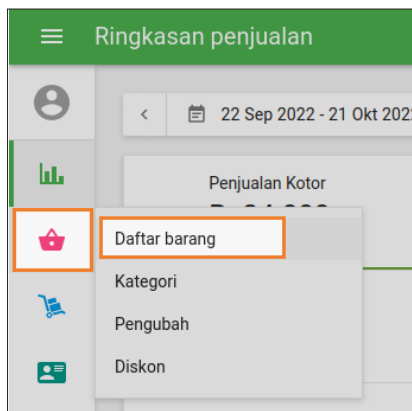 Ringkasan penjualan
22 Sep 2022 - 21 Okt 202
Penjualan Kotor
Daftar barang
Kategori
Pengubah
Diskon